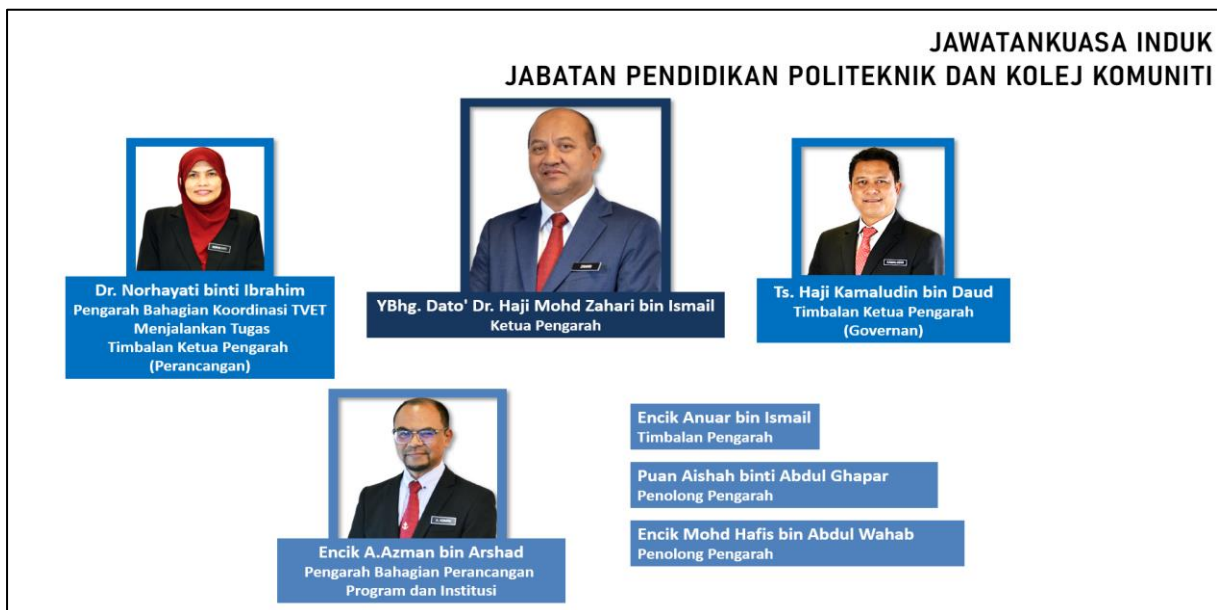 JAWATANKUASA INDUK
JABATAN PENDIDIKAN POLITEKNIK DAN KOLEJ KOMUNITI
Dr. Norhayati binti Ibrahim
Pengarah Bahagian Koordinasi TVET
Menjalankan Tugas
Timbalan Ketua Pengarah
(Perancangan)
YBhg. Dato' Dr. Haji Mohd Zahari bin Ismail
Ketua Pengarah
Ts. Haji Kamaludin bin Daud
Timbalan Ketua Pengarah
(Governan)
Encik A.Azman bin Arshad
Pengarah Bahagian Perancangan
Program dan Institusi
Encik Anuar bin Ismail
Timbalan Pengarah
Puan Aishah binti Abdul Ghapar
Penolong Pengarah
Encik Mohd Hafis bin Abdul Wahab
Penolong Pengarah